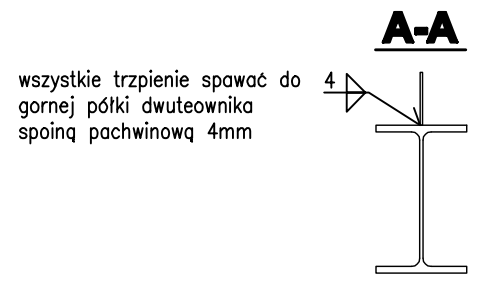 A-A
wszystkie trzpienie spawać do
gornej półki dwuteownika
spoiną pachwinową 4mm
4